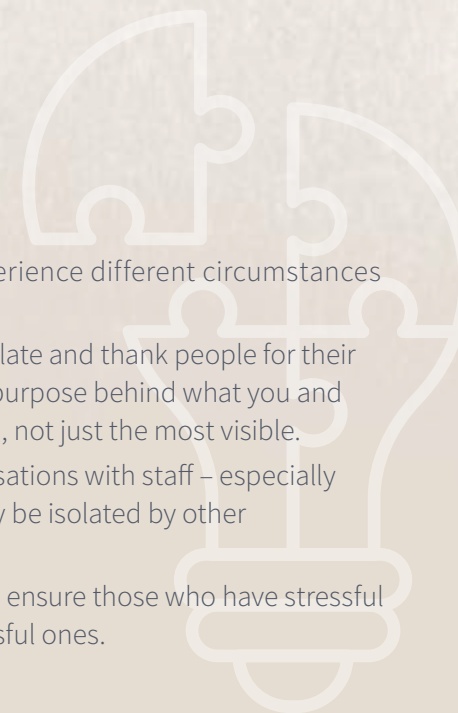 erience different circumstances
late and thank people for their
purpose behind what you and
, not just the most visible.
sations with staff – especially
y be isolated by other
ensure those who have stressful
sful ones.